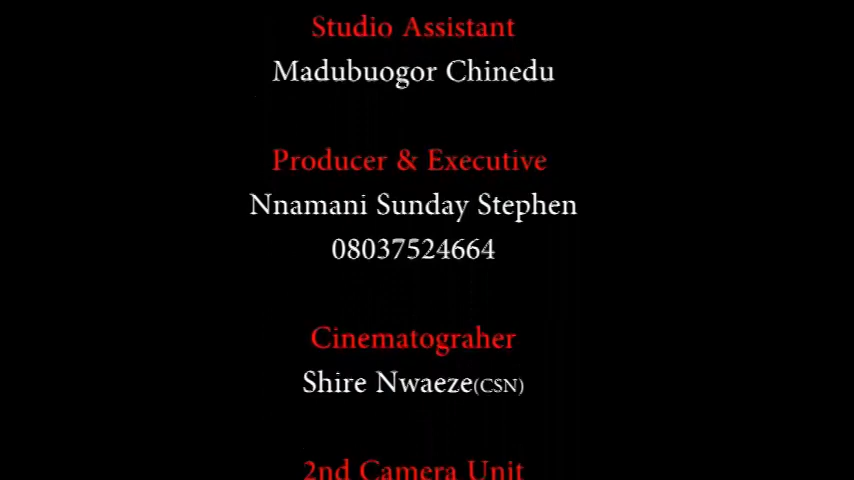 Studio Assistant
Madubuogor Chinedu
Producer & Executive
Nnamani Sunday Stephen
08037524664
Cinematograher
Shire Nwaeze(CSN)
2nd Camera Unit